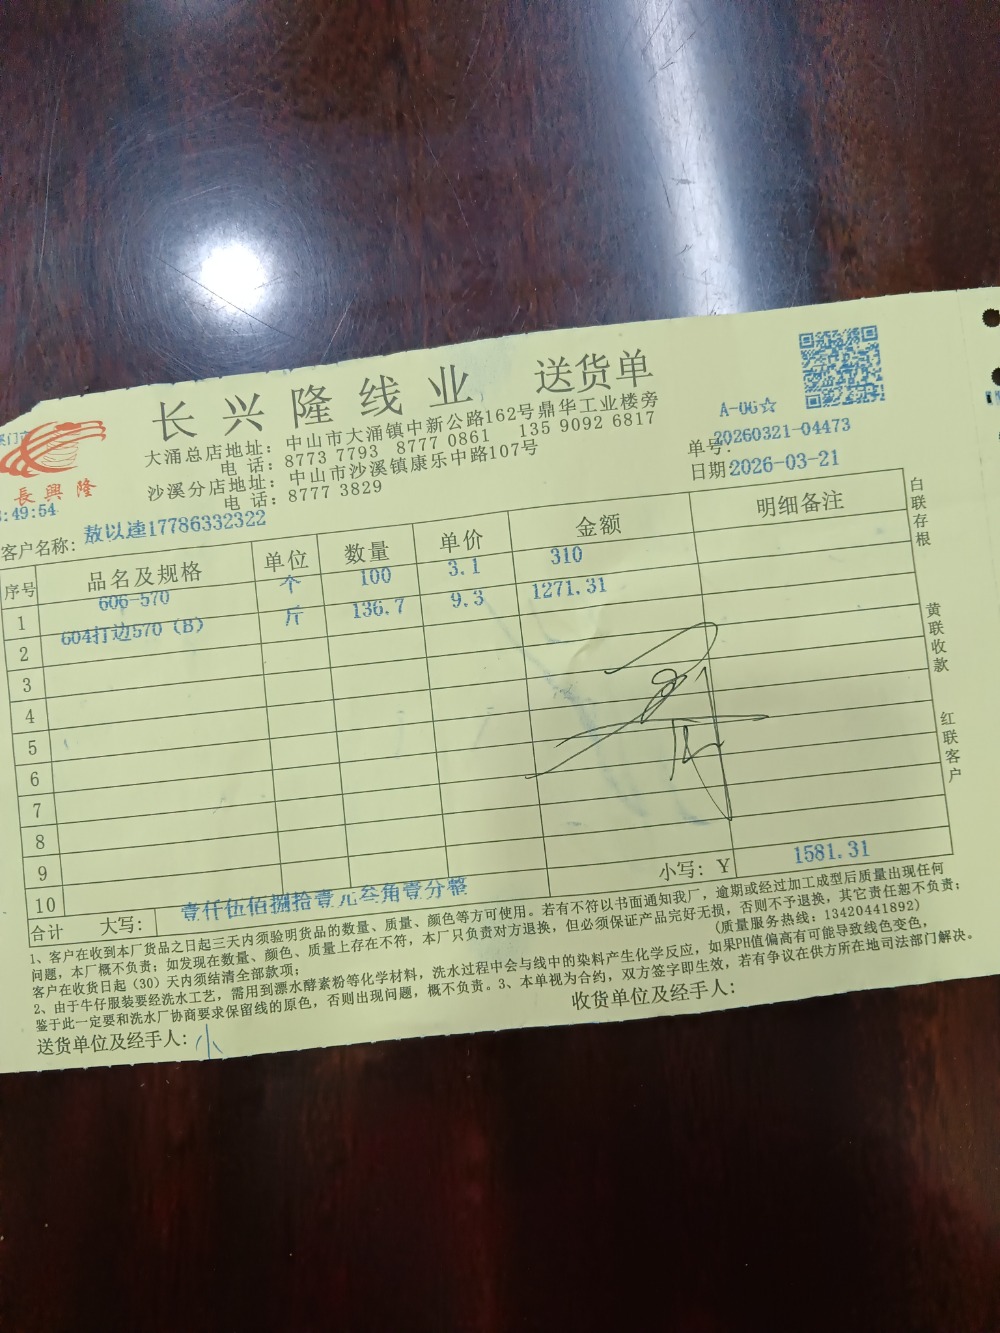 长兴隆线业 送货单
A-06☆
大涌总店地址: 中山市大涌镇中新公路162号鼎华工业楼旁
电 话: 8773 7793 8777 0861 135 9092 6817
沙溪分店地址: 中山市沙溪镇康乐中路107号
电 话: 8777 3829
長興隆
单号: 20260321-04473
日期 2026-03-21
:49:54
客户名称: 敖以逵17786332322
序号 品名及规格 单位 数量 单价 金额 明细备注
1 606-570 个 100 3.1 310
2 604打边570 (B) 斤 136.7 9.3 1271.31
3
4
5
6
7
8
9
10
合计 大写: 壹仟伍佰捌拾壹元叁角壹分整 小写: Y 1581.31
白联存根
黄联收款
红联客户
1、客户在收到本厂货品之日起三天内须验明货品的数量、质量、颜色等方可使用。若有不符以书面通知我厂，逾期或经过加工成型后质量出现任何
问题，本厂概不负责；如发现在数量、颜色、质量上存在不符，本厂只负责对方退换，但必须保证产品完好无损，否则不予退换，其它责任恕不负责；
客户在收货日起（30）天内须结清全部款项； (质量服务热线: 13420441892)
2、由于牛仔服装要经洗水工艺，需用到漂水酵素粉等化学材料，洗水过程中会与线中的染料产生化学反应，如果PH值偏高有可能导致线色变色，
鉴于此一定要和洗水厂协商要求保留线的原色，否则出现问题，概不负责。3、本单视为合约，双方签字即生效，若有争议在供方所在地司法部门解决。
送货单位及经手人: 小
收货单位及经手人: